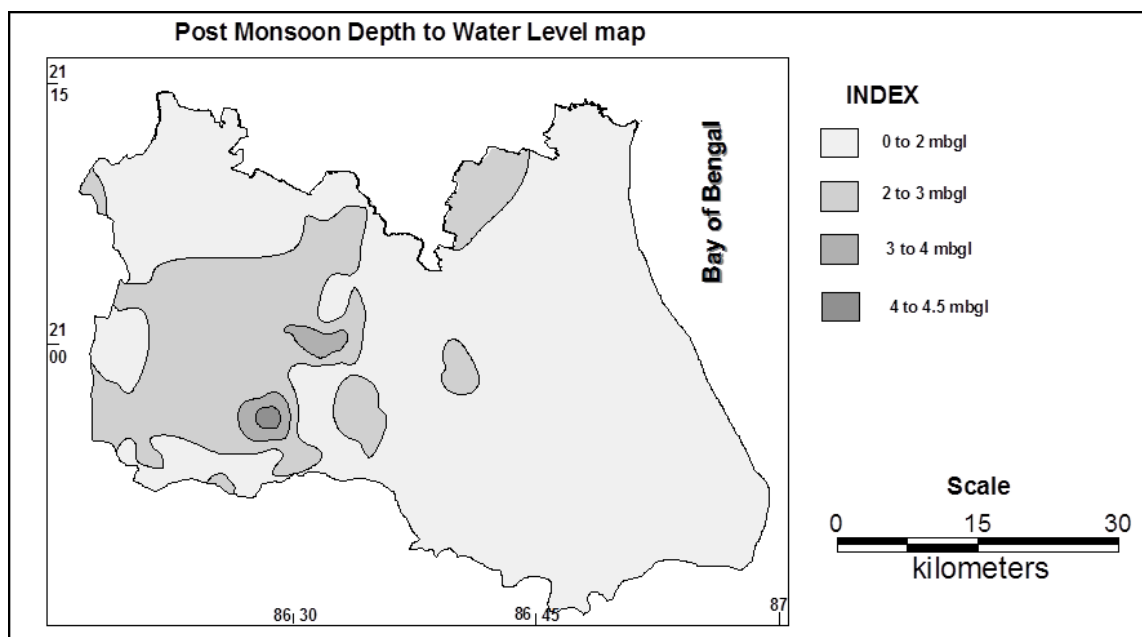 Post Monsoon Depth to Water Level map
21
15
INDEX
0 to 2 mbgl
2 to 3 mbgl
3 to 4 mbgl
4 to 4.5 mbgl
Bay of Bengal
21
00
Scale
0 15 30
kilometers
86 30
86 45
87